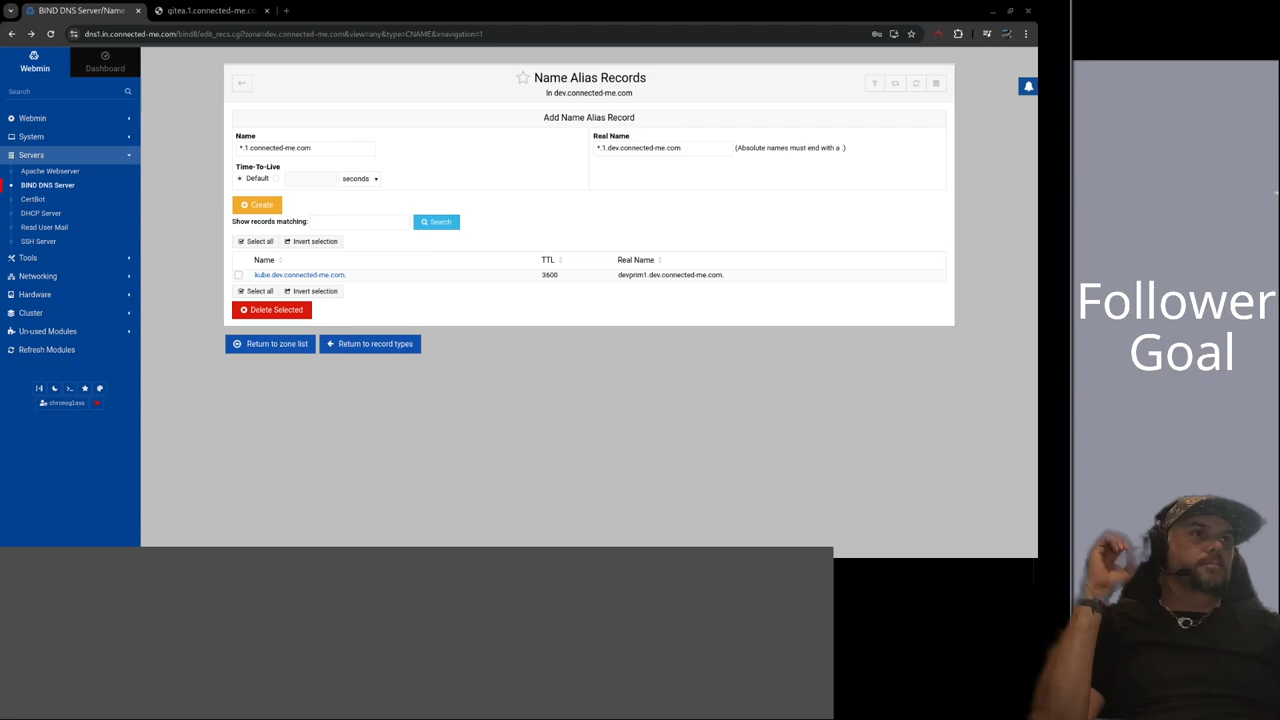 BIND DNS Server/Name
gitea.1.connected-me.com
dns1.in.connected-me.com/bind8/edit_recs.cgi?zone=dev.connected-me.com&view=any&type=CNAME&xnavigation=1
Webmin
Dashboard
Search
Webmin
System
Servers
Apache Webserver
BIND DNS Server
CertBot
DHCP Server
Read User Mail
SSH Server
Tools
Networking
Hardware
Cluster
Un-used Modules
Refresh Modules
chronoglass
Name Alias Records
In dev.connected-me.com
Add Name Alias Record
Name
*.1.connected-me.com
Real Name
*.1.dev.connected-me.com (Absolute names must end with a .)
Time-To-Live
Default seconds
Create
Show records matching: Search
Select all Invert selection
Name TTL Real Name
kube.dev.connected-me.com. 3600 devprim1.dev.connected-me.com.
Select all Invert selection
Delete Selected
Return to zone list Return to record types
Follower
Goal